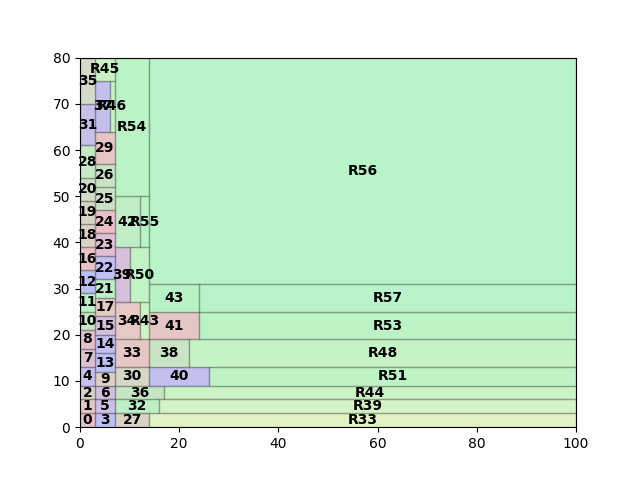 80
70
60
50
40
30
20
10
0
0 20 40 60 80 100
35 R45
37 R46
31 R54
28 29
26 R56
20 25
19 24 42 R55
18 23
16 22 39 R50
12 21
11 17 43 R57
10 15 34 R43 41 R53
8 14 33 38 R48
7 13
4 9 30 40 R51
2 6 36 R44
1 5 32 R39
0 3 27 R33